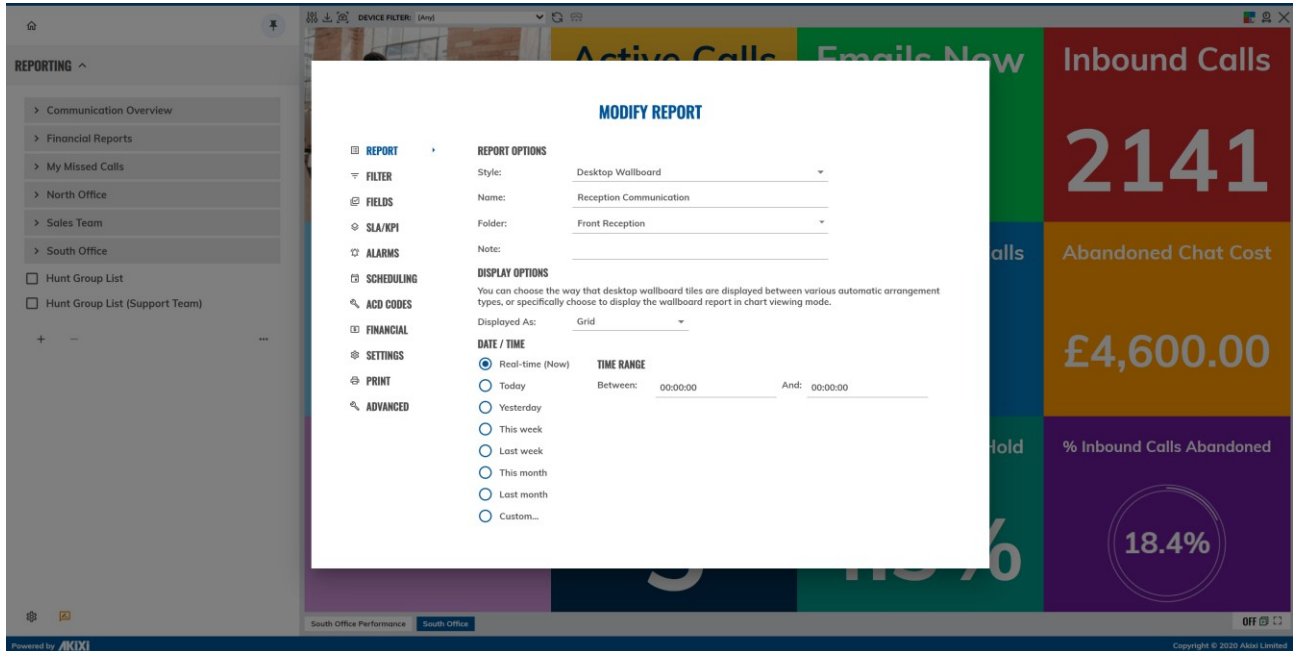 DEVICE FILTER: [Any]
REPORTING
Communication Overview
Financial Reports
My Missed Calls
North Office
Sales Team
South Office
Hunt Group List
Hunt Group List (Support Team)
Powered by AKIXI
Active Calls
Emails Now
Inbound Calls
2141
alls
Abandoned Chat Cost
£4,600.00
Hold
% Inbound Calls Abandoned
18.4%
MODIFY REPORT
REPORT
FILTER
FIELDS
SLA/KPI
ALARMS
SCHEDULING
ACD CODES
FINANCIAL
SETTINGS
PRINT
ADVANCED
REPORT OPTIONS
Style: Desktop Wallboard
Name: Reception Communication
Folder: Front Reception
Note:
DISPLAY OPTIONS
You can choose the way that desktop wallboard tiles are displayed between various automatic arrangement
types, or specifically choose to display the wallboard report in chart viewing mode.
Displayed As: Grid
DATE / TIME
Real-time (Now) TIME RANGE
Today Between: 00:00:00 And: 00:00:00
Yesterday
This week
Last week
This month
Last month
Custom...
South Office Performance South Office
OFF
Copyright © 2020 Akixi Limited